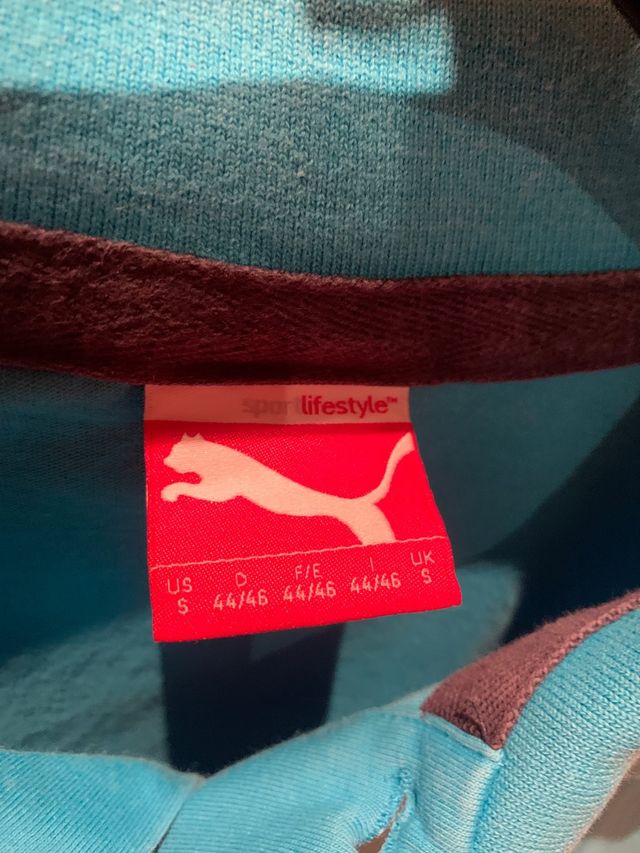 sportlifestyle™
US D F/E I UK
S 44/46 44/46 44/46 S